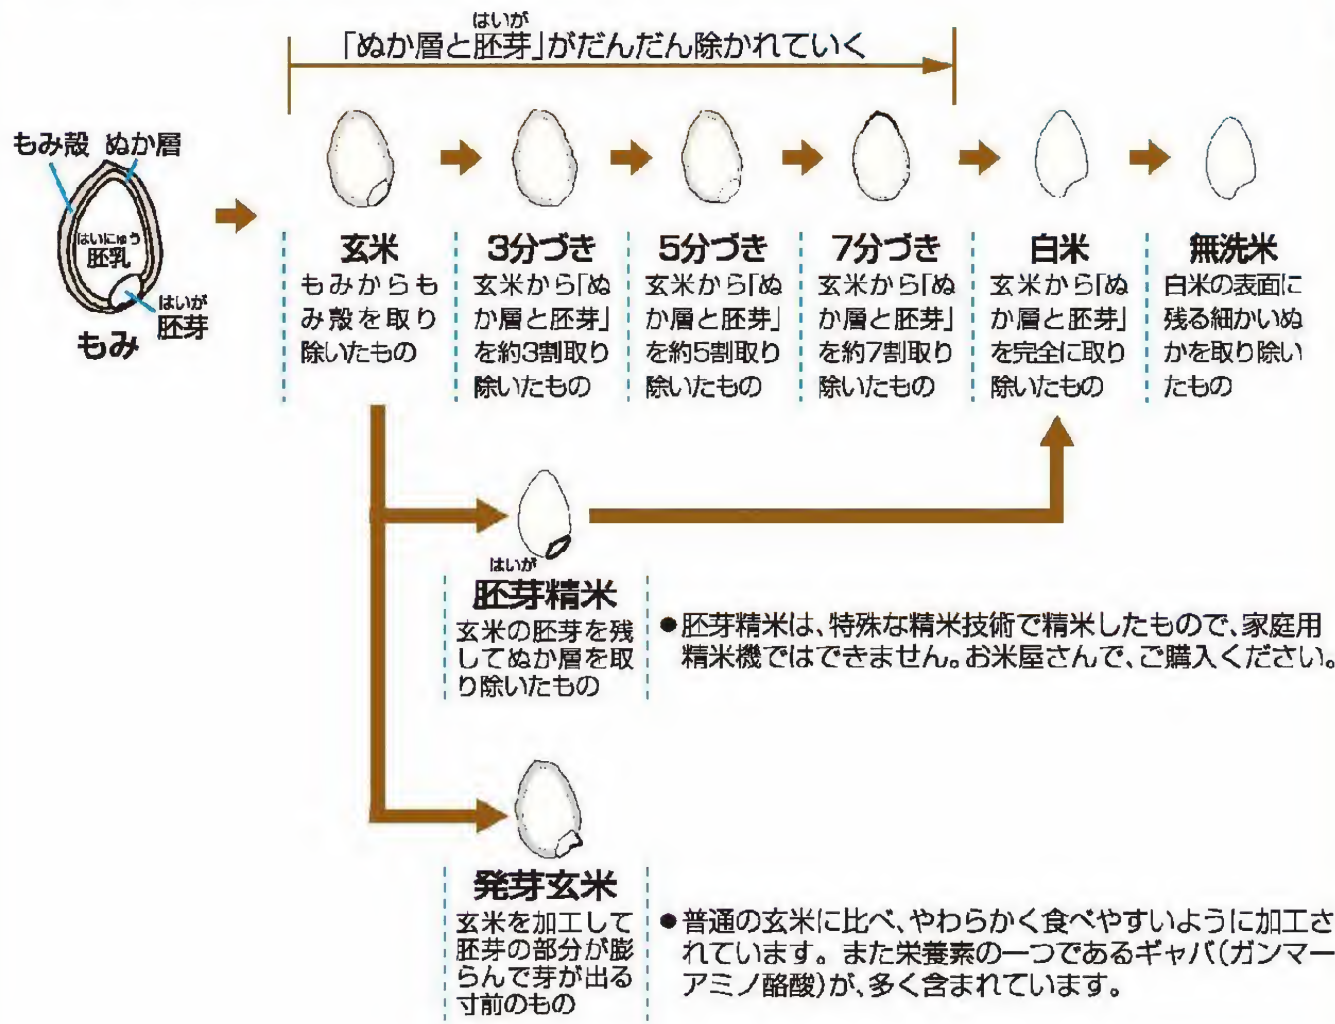 はいが
「ぬか層と胚芽」がだんだん除かれていく
もみ殻 ぬか層
はいにゅう
胚乳
はいが
胚芽
もみ
玄米
もみからも
み殻を取り
除いたもの
3分づき
玄米から「ぬ
か層と胚芽」
を約3割取り
除いたもの
5分づき
玄米から「ぬ
か層と胚芽」
を約5割取り
除いたもの
7分づき
玄米から「ぬ
か層と胚芽」
を約7割取り
除いたもの
白米
玄米から「ぬ
か層と胚芽」
を完全に取り
除いたもの
無洗米
白米の表面に
残る細かいぬ
かを取り除い
たもの
はいが
胚芽精米
玄米の胚芽を残
してぬか層を取
り除いたもの
●胚芽精米は、特殊な精米技術で精米したもので、家庭用
精米機ではできません。お米屋さんで、ご購入ください。
発芽玄米
玄米を加工して
胚芽の部分が膨
らんで芽が出る
寸前のもの
●普通の玄米に比べ、やわらかく食べやすいように加工さ
れています。また栄養素の一つであるギャバ(ガンマー
アミノ酪酸)が、多く含まれています。